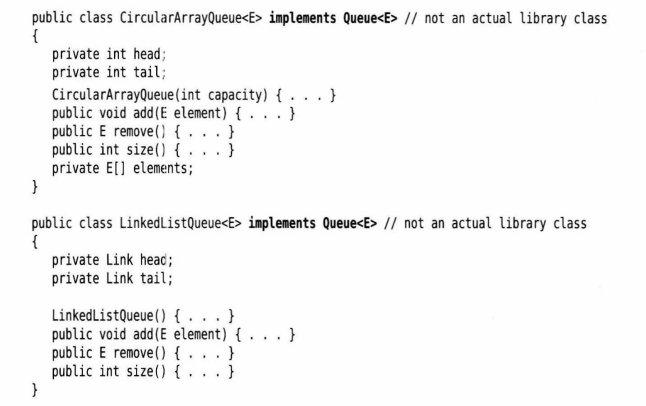 public class CircularArrayQueue<E> implements Queue<E> // not an actual library class
{
private int head;
private int tail;
CircularArrayQueue(int capacity) { . . . }
public void add(E element) { . . . }
public E remove() { . . . }
public int size() { . . . }
private E[] elements;
}
public class LinkedListQueue<E> implements Queue<E> // not an actual library class
{
private Link head;
private Link tail;
LinkedListQueue() { . . . }
public void add(E element) { . . . }
public E remove() { . . . }
public int size() { . . . }
}